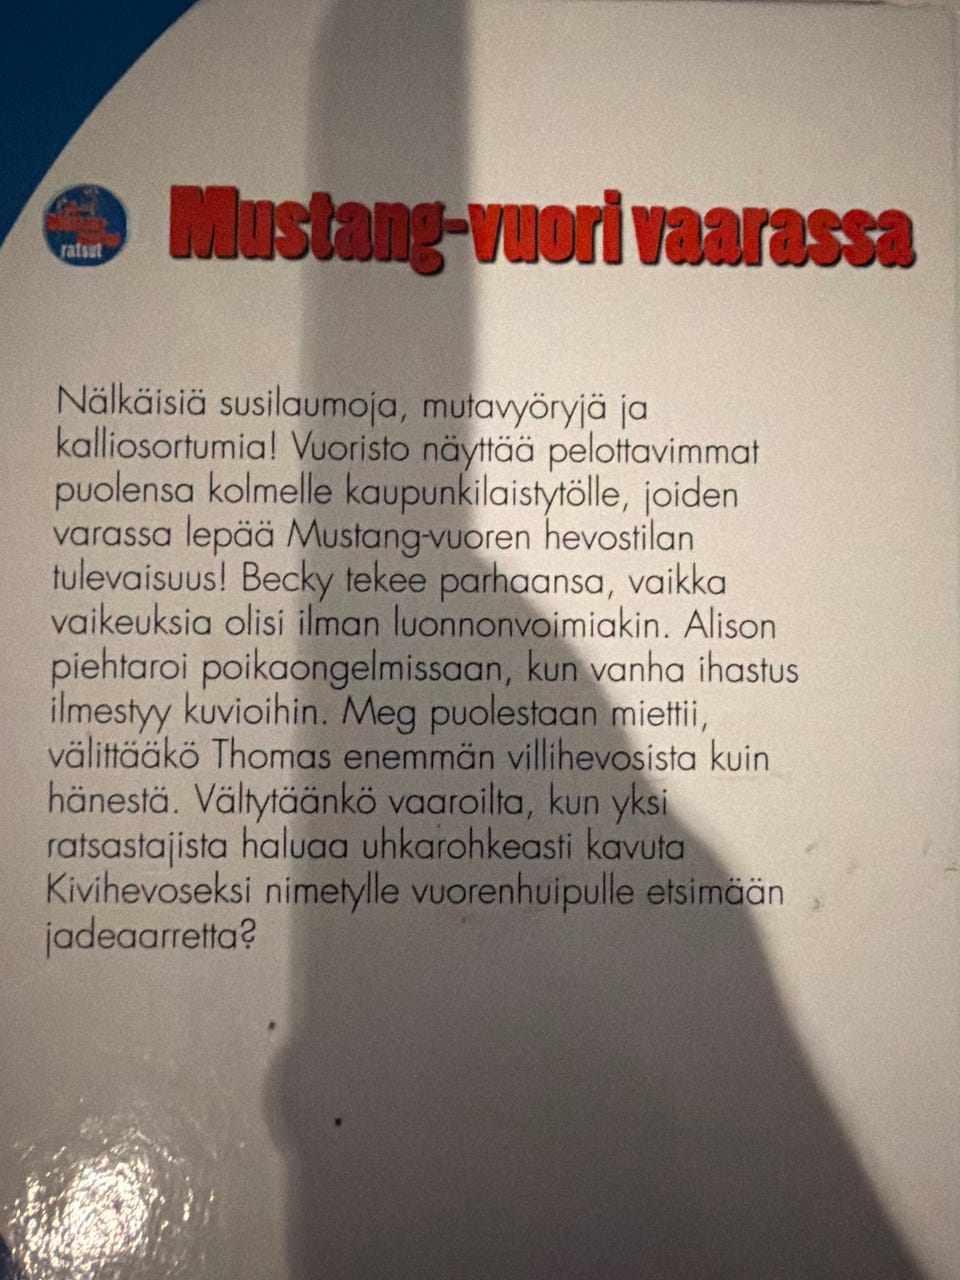 ratsut
Mustang-vuori vaarassa
Nälkäisiä susilaumoja, mutavyöryjä ja
kalliosortumia! Vuoristo näyttää pelottavimmat
puolensa kolmelle kaupunkilaistytölle, joiden
varassa lepää Mustang-vuoren hevostilan
tulevaisuus! Becky tekee parhaansa, vaikka
vaikeuksia olisi ilman luonnonvoimiakin. Alison
piehtaroi poikaongelmissaan, kun vanha ihastus
ilmestyy kuvioihin. Meg puolestaan miettii,
välittääkö Thomas enemmän villihevosista kuin
hänestä. Vältytäänkö vaaroilta, kun yksi
ratsastajista haluaa uhkarohkeasti kavuta
Kivihevoseksi nimetylle vuorenhuipulle etsimään
jadeaarretta?